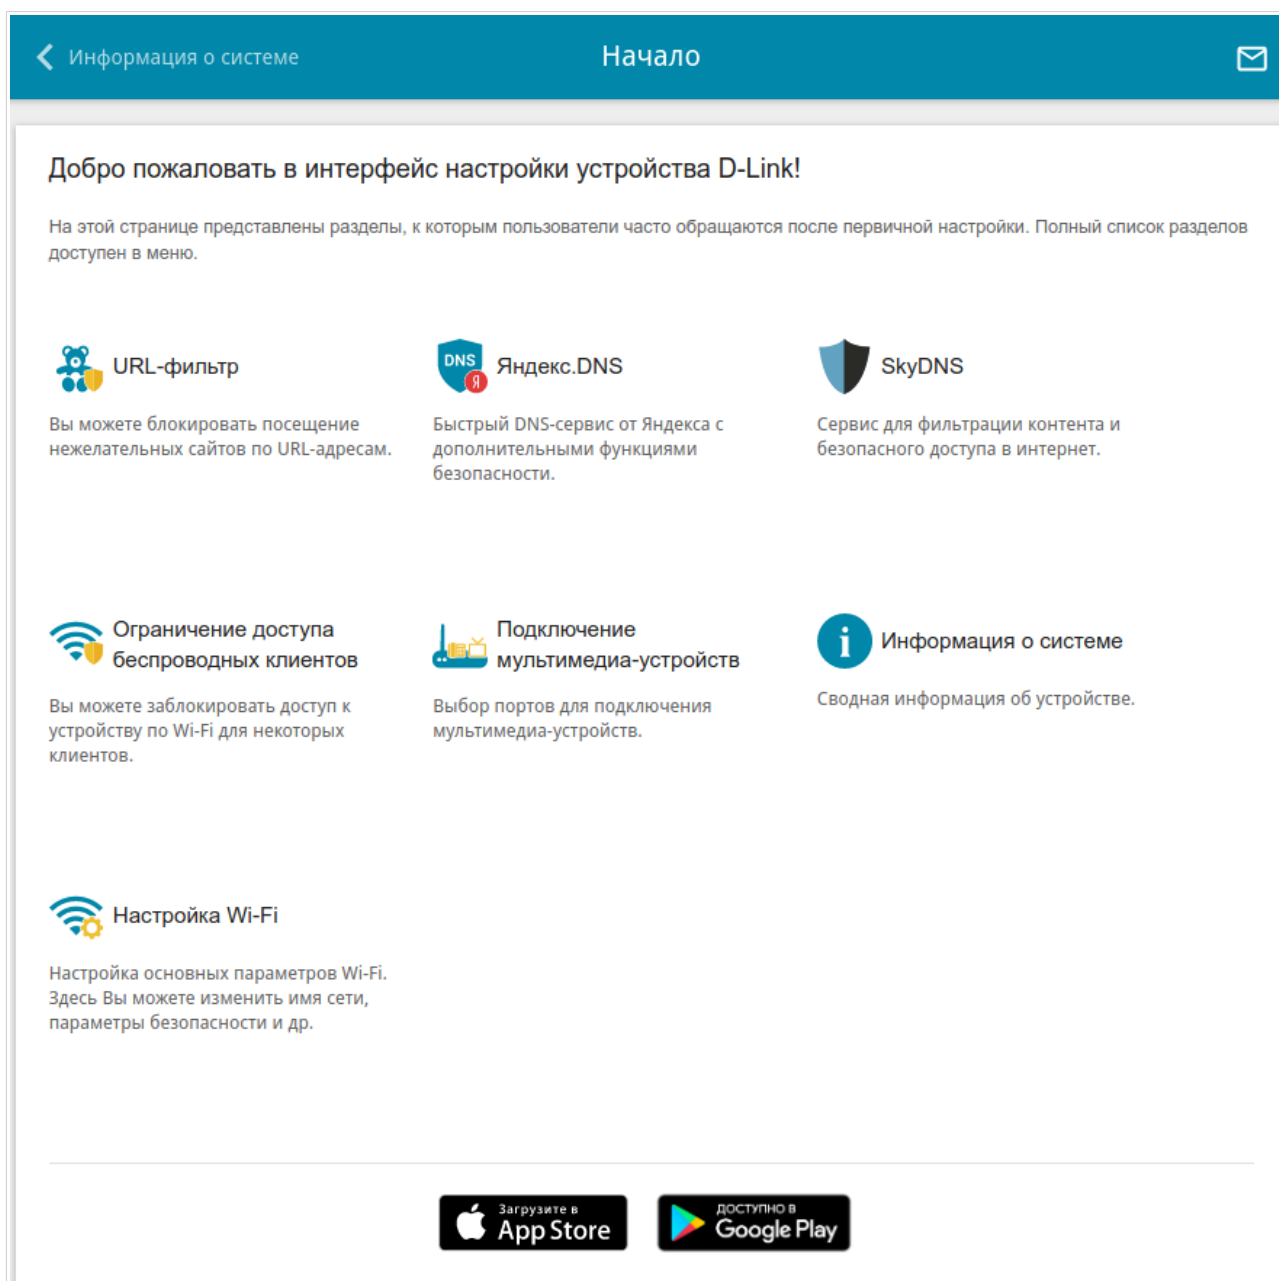 Информация о системе
Начало
Добро пожаловать в интерфейс настройки устройства D-Link!
На этой странице представлены разделы, к которым пользователи часто обращаются после первичной настройки. Полный список разделов
доступен в меню.
URL-фильтр
Вы можете блокировать посещение
нежелательных сайтов по URL-адресам.
DNS
Я
Яндекс.DNS
Быстрый DNS-сервис от Яндекса с
дополнительными функциями
безопасности.
SkyDNS
Сервис для фильтрации контента и
безопасного доступа в интернет.
Ограничение доступа
беспроводных клиентов
Вы можете заблокировать доступ к
устройству по Wi-Fi для некоторых
клиентов.
Подключение
мультимедиа-устройств
Выбор портов для подключения
мультимедиа-устройств.
i
Информация о системе
Сводная информация об устройстве.
Настройка Wi-Fi
Настройка основных параметров Wi-Fi.
Здесь Вы можете изменить имя сети,
параметры безопасности и др.
Загрузите в
App Store
ДОСТУПНО В
Google Play